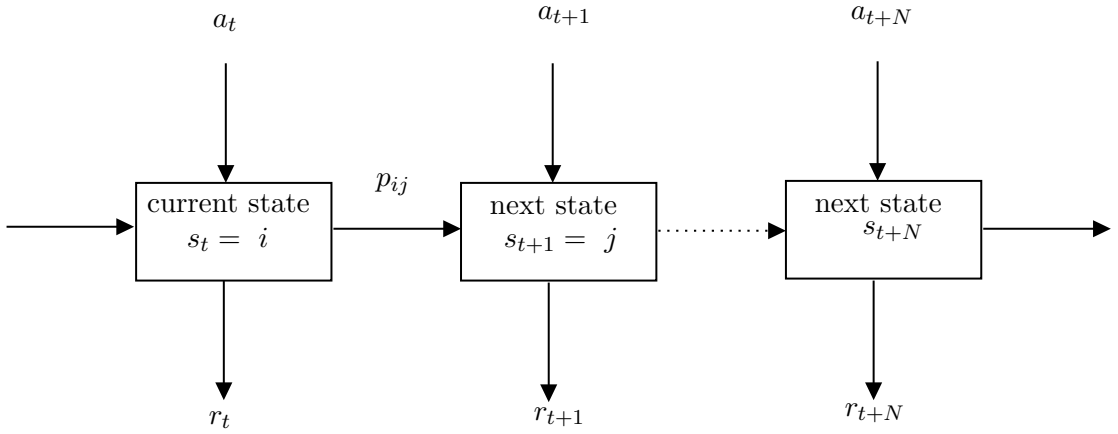 a_t
a_{t+1}
a_{t+N}
p_{ij}
current state
s_t = i
next state
s_{t+1} = j
next state
s_{t+N}
r_t
r_{t+1}
r_{t+N}